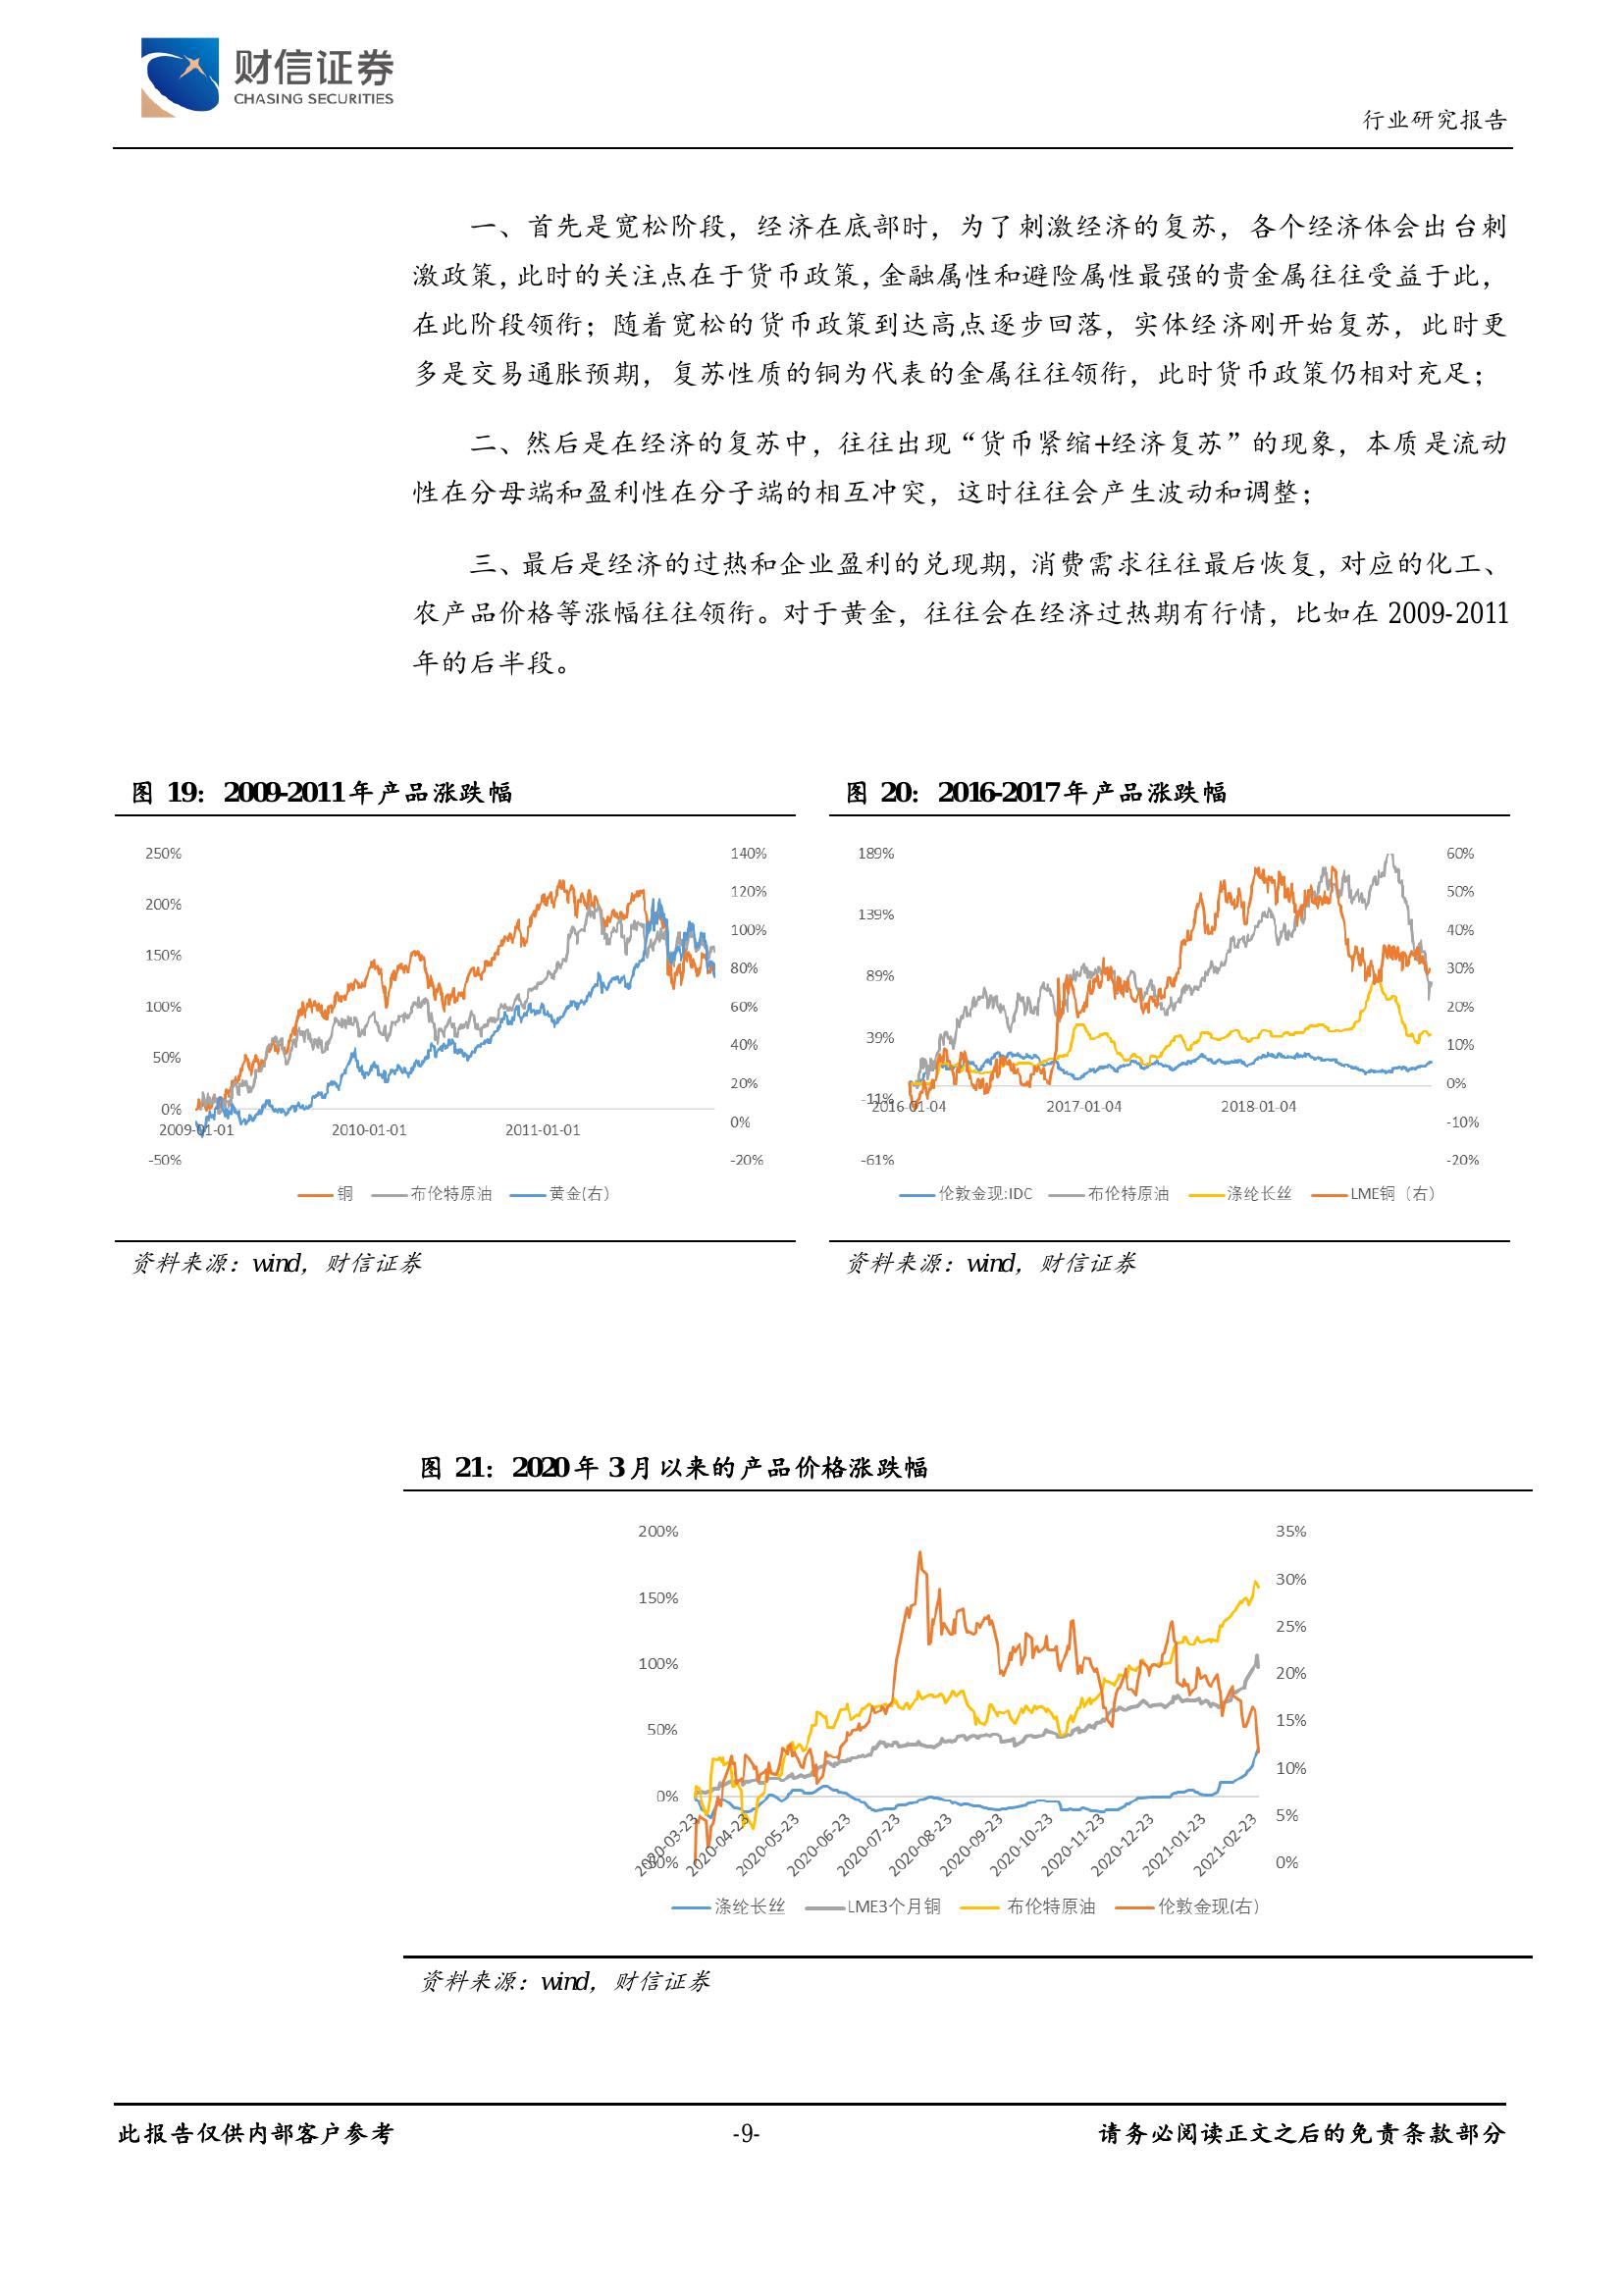 财信证券
CHASING SECURITIES
行业研究报告
一、首先是宽松阶段，经济在底部时，为了刺激经济的复苏，各个经济体会出台刺
激政策，此时的关注点在于货币政策，金融属性和避险属性最强的贵金属往往受益于此，
在此阶段领衔；随着宽松的货币政策到达高点逐步回落，实体经济刚开始复苏，此时更
多是交易通胀预期，复苏性质的铜为代表的金属往往领衔，此时货币政策仍相对充足；
二、然后是在经济的复苏中，往往出现“货币紧缩+经济复苏”的现象，本质是流动
性在分母端和盈利性在分子端的相互冲突，这时往往会产生波动和调整；
三、最后是经济的过热和企业盈利的兑现期，消费需求往往最后恢复，对应的化工、
农产品价格等涨幅往往领衔。对于黄金，往往会在经济过热期有行情，比如在 2009-2011
年的后半段。
图 19：2009-2011 年产品涨跌幅
250%
200%
150%
100%
50%
0%
-50%
140%
120%
100%
80%
60%
40%
20%
0%
-20%
2009-01-01 2010-01-01 2011-01-01
铜 布伦特原油 黄金(右)
资料来源：wind，财信证券
图 20：2016-2017 年产品涨跌幅
189%
139%
89%
39%
-11%
-61%
60%
50%
40%
30%
20%
10%
0%
-10%
-20%
2016-01-04 2017-01-04 2018-01-04
伦敦金现:IDC 布伦特原油 涤纶长丝 LME铜（右）
资料来源：wind，财信证券
图 21：2020 年 3 月以来的产品价格涨跌幅
200%
150%
100%
50%
0%
-50%
35%
30%
25%
20%
15%
10%
5%
0%
2020-03-23 2020-04-23 2020-05-23 2020-06-23 2020-07-23 2020-08-23 2020-09-23 2020-10-23 2020-11-23 2020-12-23 2021-01-23 2021-02-23
涤纶长丝 LME3个月铜 布伦特原油 伦敦金现(右)
资料来源：wind，财信证券
此报告仅供内部客户参考 -9- 请务必阅读正文之后的免责条款部分